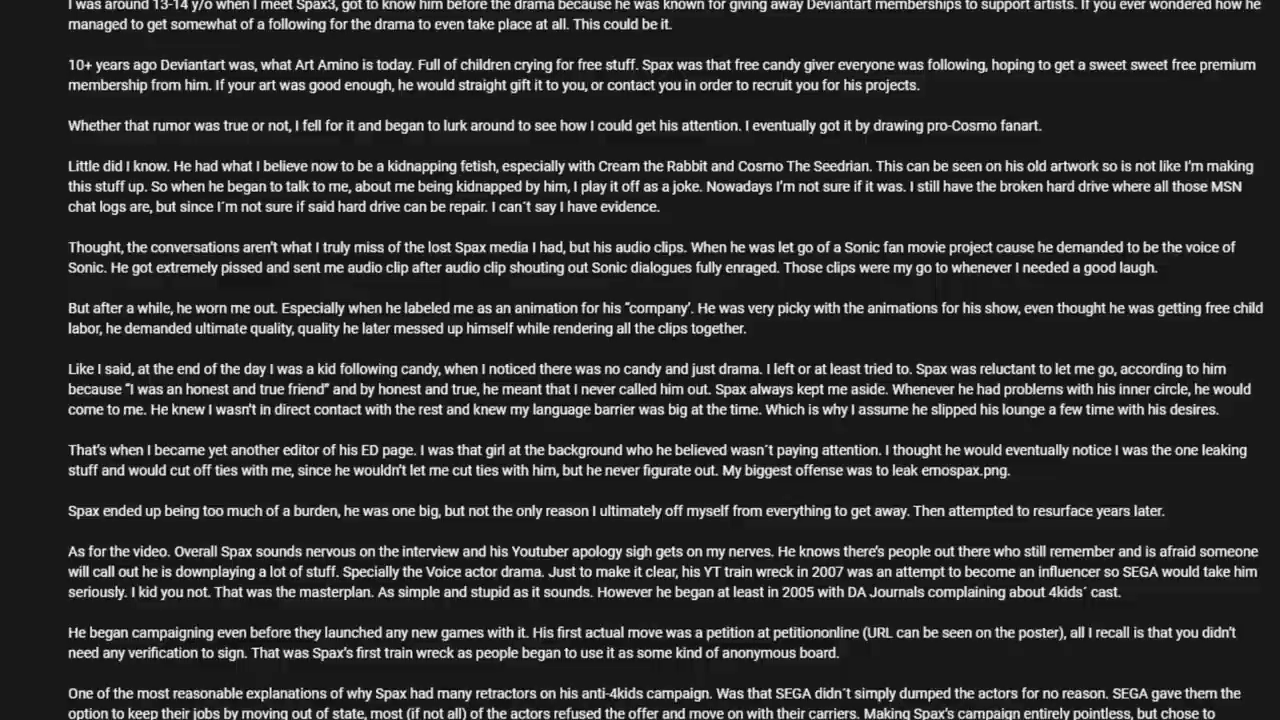 I was around 13-14 y/o when I meet Spax3, got to know him before the drama because he was known for giving away Deviantart memberships to support artists. If you ever wondered how he
managed to get somewhat of a following for the drama to even take place at all. This could be it.
10+ years ago Deviantart was, what Art Amino is today. Full of children crying for free stuff. Spax was that free candy giver everyone was following, hoping to get a sweet sweet free premium
membership from him. If your art was good enough, he would straight gift it to you, or contact you in order to recruit you for his projects.
Whether that rumor was true or not, I fell for it and began to lurk around to see how I could get his attention. I eventually got it by drawing pro-Cosmo fanart.
Little did I know. He had what I believe now to be a kidnapping fetish, especially with Cream the Rabbit and Cosmo The Seedrian. This can be seen on his old artwork so is not like I'm making
this stuff up. So when he began to talk to me, about me being kidnapped by him, I play it off as a joke. Nowadays I'm not sure if it was. I still have the broken hard drive where all those MSN
chat logs are, but since I´m not sure if said hard drive can be repair. I can´t say I have evidence.
Thought, the conversations aren't what I truly miss of the lost Spax media I had, but his audio clips. When he was let go of a Sonic fan movie project cause he demanded to be the voice of
Sonic. He got extremely pissed and sent me audio clip after audio clip shouting out Sonic dialogues fully enraged. Those clips were my go to whenever I needed a good laugh.
But after a while, he worn me out. Especially when he labeled me as an animation for his "company'. He was very picky with the animations for his show, even thought he was getting free child
labor, he demanded ultimate quality, quality he later messed up himself while rendering all the clips together.
Like I said, at the end of the day I was a kid following candy, when I noticed there was no candy and just drama. I left or at least tried to. Spax was reluctant to let me go, according to him
because "I was an honest and true friend" and by honest and true, he meant that I never called him out. Spax always kept me aside. Whenever he had problems with his inner circle, he would
come to me. He knew I wasn't in direct contact with the rest and knew my language barrier was big at the time. Which is why I assume he slipped his lounge a few time with his desires.
That's when I became yet another editor of his ED page. I was that girl at the background who he believed wasn´t paying attention. I thought he would eventually notice I was the one leaking
stuff and would cut off ties with me, since he wouldn't let me cut ties with him, but he never figurate out. My biggest offense was to leak emospax.png.
Spax ended up being too much of a burden, he was one big, but not the only reason I ultimately off myself from everything to get away. Then attempted to resurface years later.
As for the video. Overall Spax sounds nervous on the interview and his Youtuber apology sigh gets on my nerves. He knows there's people out there who still remember and is afraid someone
will call out he is downplaying a lot of stuff. Specially the Voice actor drama. Just to make it clear, his YT train wreck in 2007 was an attempt to become an influencer so SEGA would take him
seriously. I kid you not. That was the masterplan. As simple and stupid as it sounds. However he began at least in 2005 with DA Journals complaining about 4kids´ cast.
He began campaigning even before they launched any new games with it. His first actual move was a petition at petitiononline (URL can be seen on the poster), all I recall is that you didn't
need any verification to sign. That was Spax's first train wreck as people began to use it as some kind of anonymous board.
One of the most reasonable explanations of why Spax had many retractors on his anti-4kids campaign. Was that SEGA didn´t simply dumped the actors for no reason. SEGA gave them the
option to keep their jobs by moving out of state, most (if not all) of the actors refused the offer and move on with their carriers. Making Spax's campaign entirely pointless, but chose to